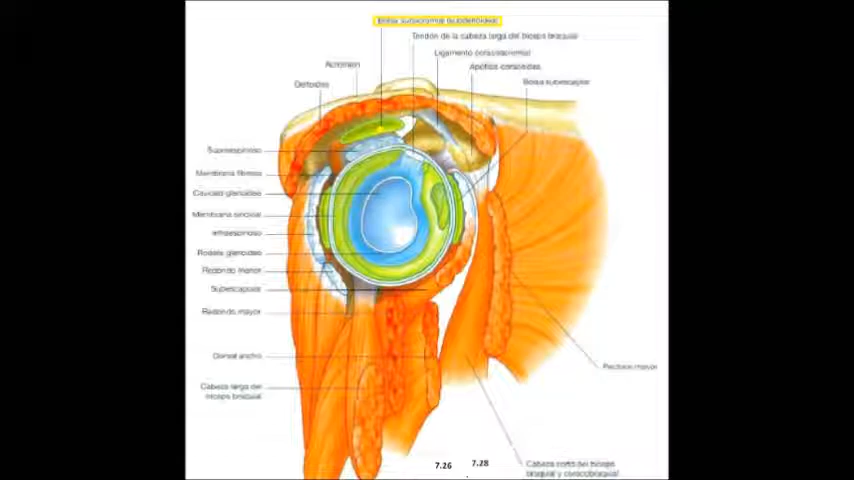 Bolsa subacromial (subdeltoidea)
Tendón de la cabeza larga del bíceps braquial
Ligamento coracoacromial
Acromion
Apófisis coracoides
Deltoides
Bolsa subescapular
Supraespinoso
Membrana fibrosa
Cavidad glenoidea
Membrana sinovial
Infraespinoso
Rodete glenoideo
Redondo menor
Subescapular
Redondo mayor
Dorsal ancho
Pectoral mayor
Cabeza larga del
bíceps braquial
7.26
7.28
Cabeza corta del bíceps
braquial y coracobraquial